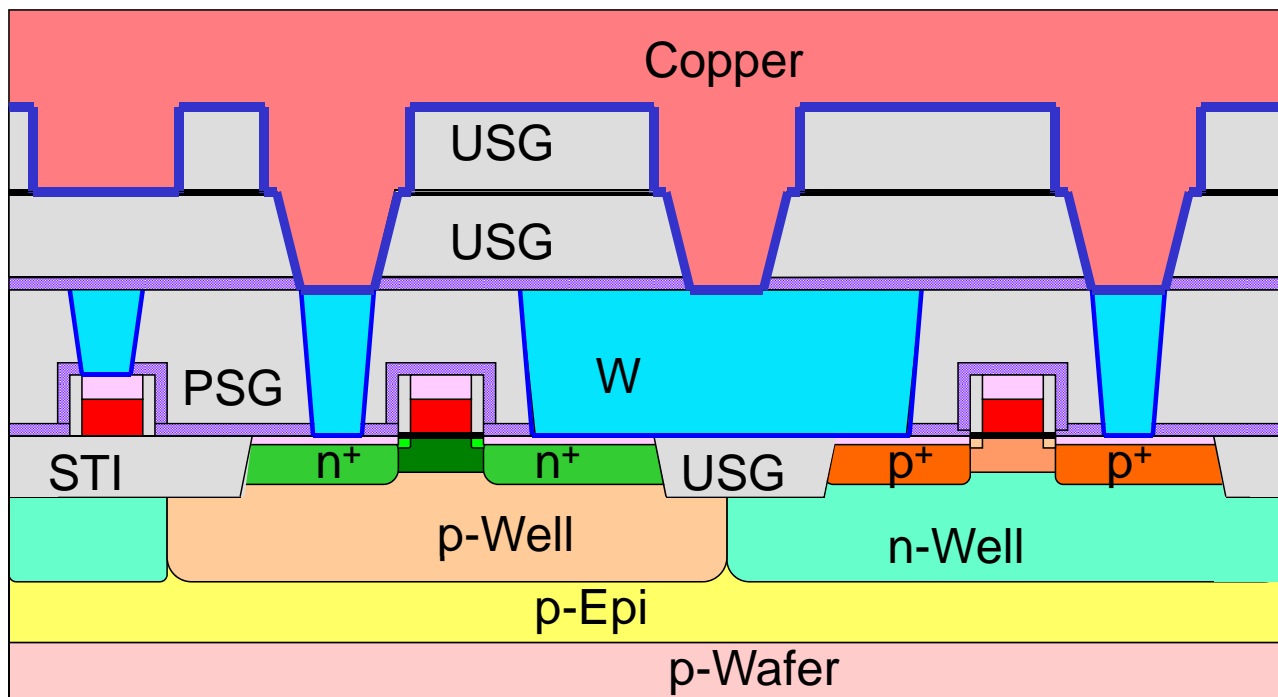 Copper
USG
USG
W
PSG
n⁺
n⁺
p⁺
p⁺
STI
USG
p-Well
n-Well
p-Epi
p-Wafer